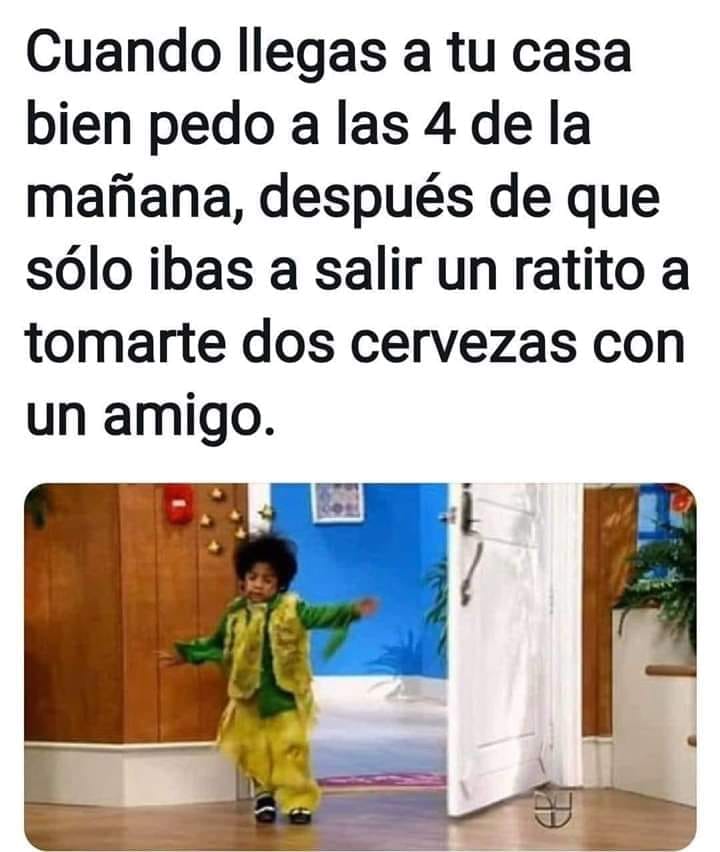 Cuando llegas a tu casa
bien pedo a las 4 de la
mañana, después de que
sólo ibas a salir un ratito a
tomarte dos cervezas con
un amigo.